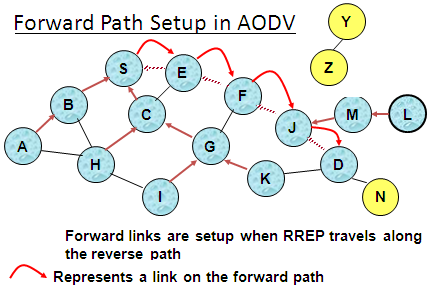 Forward Path Setup in AODV
Y
Z
S
E
B
F
C
M
L
J
A
G
H
D
K
I
N
Forward links are setup when RREP travels along
the reverse path
Represents a link on the forward path